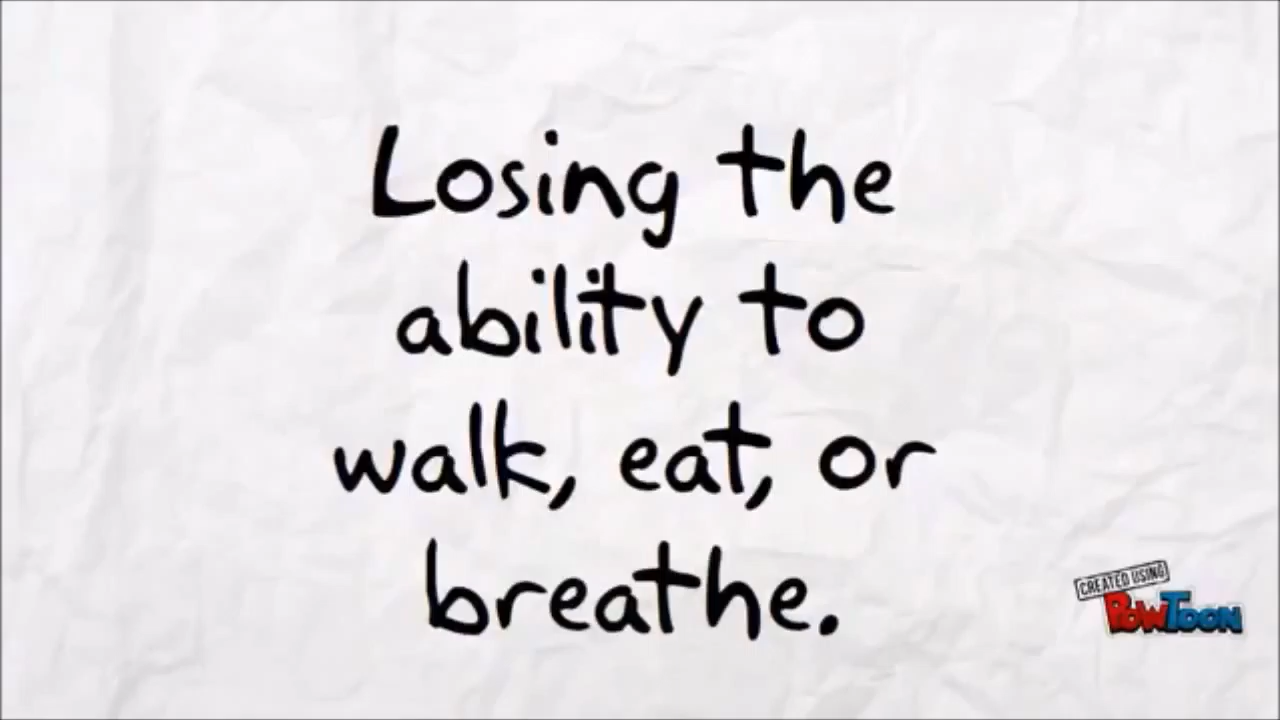 Losing the
ability to
walk, eat, or
breathe.
CREATED USING
POWTOON